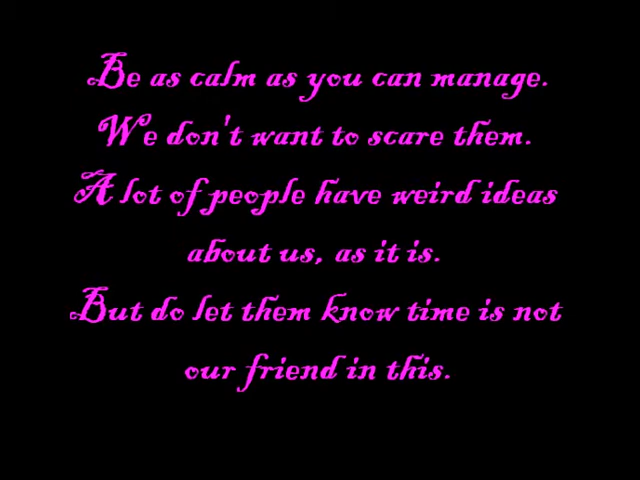 Be as calm as you can manage.
We don't want to scare them.
A lot of people have weird ideas
about us, as it is.
But do let them know time is not
our friend in this.